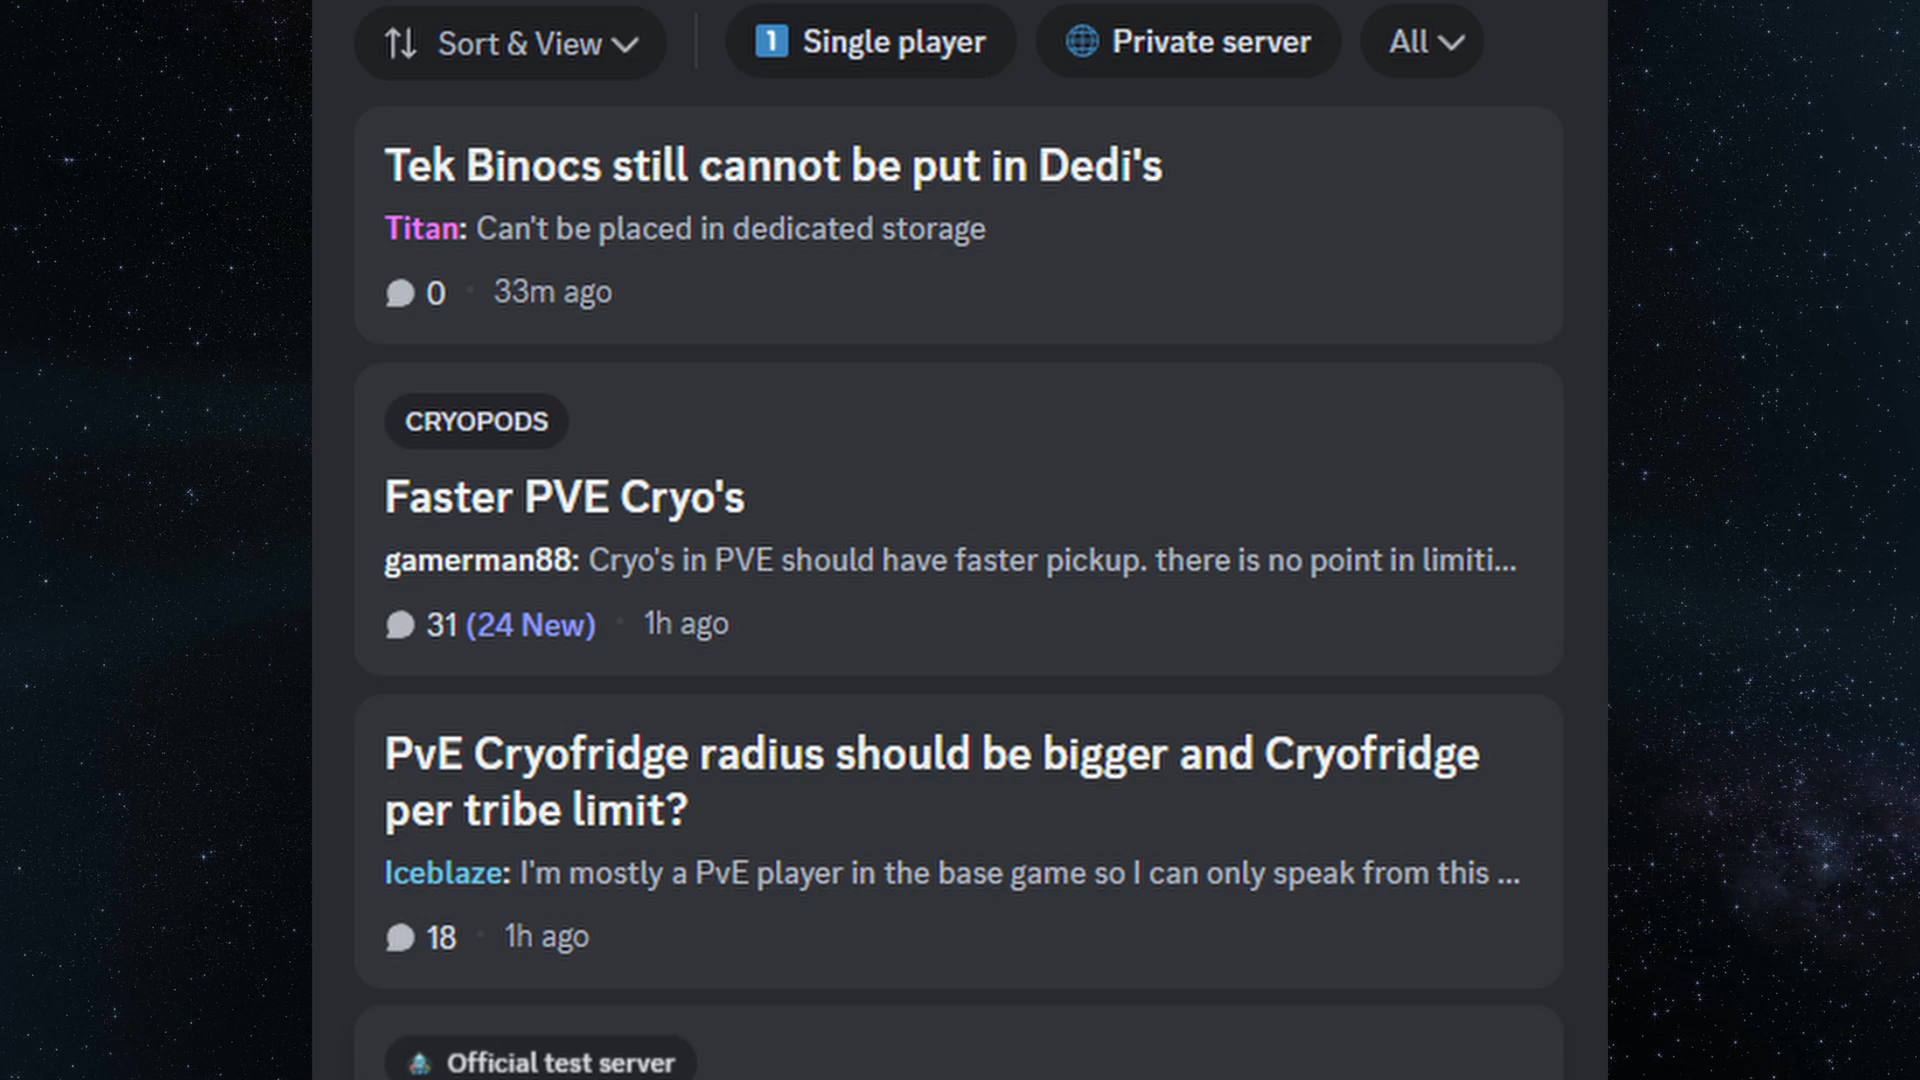 Sort & View
1 Single player
Private server
All
Tek Binocs still cannot be put in Dedi's
Titan: Can't be placed in dedicated storage
0 · 33m ago
CRYOPODS
Faster PVE Cryo's
gamerman88: Cryo's in PVE should have faster pickup. there is no point in limiti...
31 (24 New) · 1h ago
PvE Cryofridge radius should be bigger and Cryofridge
per tribe limit?
Iceblaze: I'm mostly a PvE player in the base game so I can only speak from this ...
18 · 1h ago
Official test server